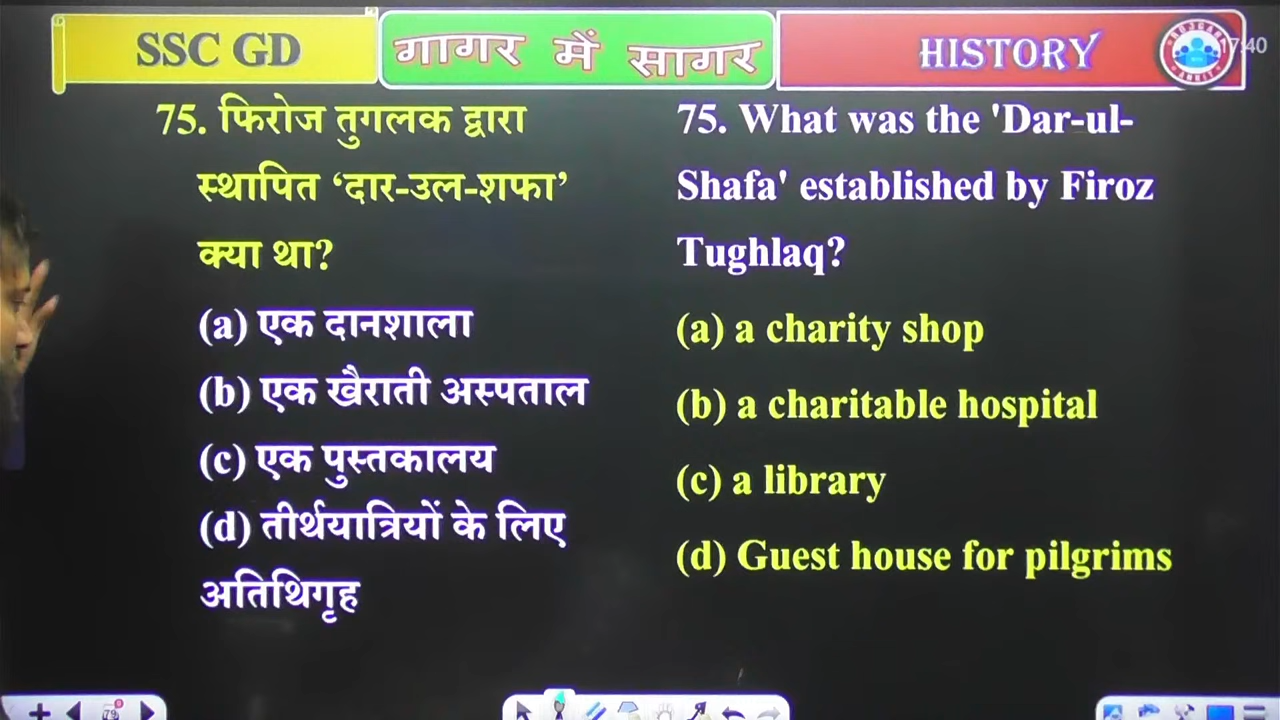 SSC GD
गागर में सागर
HISTORY
17:40
75. फिरोज तुगलक द्वारा
स्थापित ‘दार-उल-शफा’
क्या था?
(a) एक दानशाला
(b) एक खैराती अस्पताल
(c) एक पुस्तकालय
(d) तीर्थयात्रियों के लिए
अतिथिगृह
75. What was the 'Dar-ul-
Shafa' established by Firoz
Tughlaq?
(a) a charity shop
(b) a charitable hospital
(c) a library
(d) Guest house for pilgrims
79